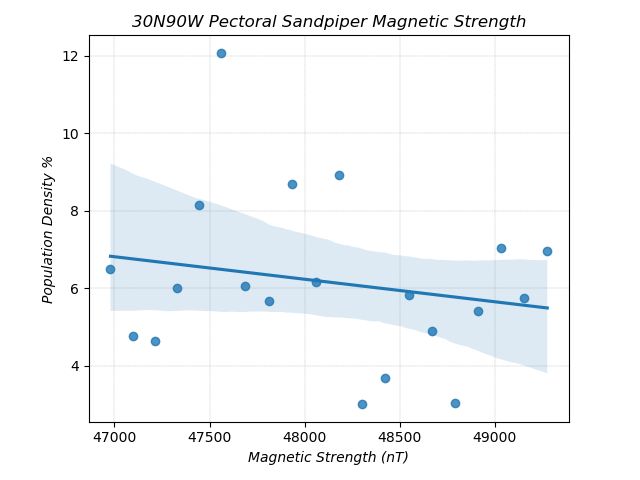 30N90W Pectoral Sandpiper Magnetic Strength
12
10
8
6
4
Population Density %
47000 47500 48000 48500 49000
Magnetic Strength (nT)